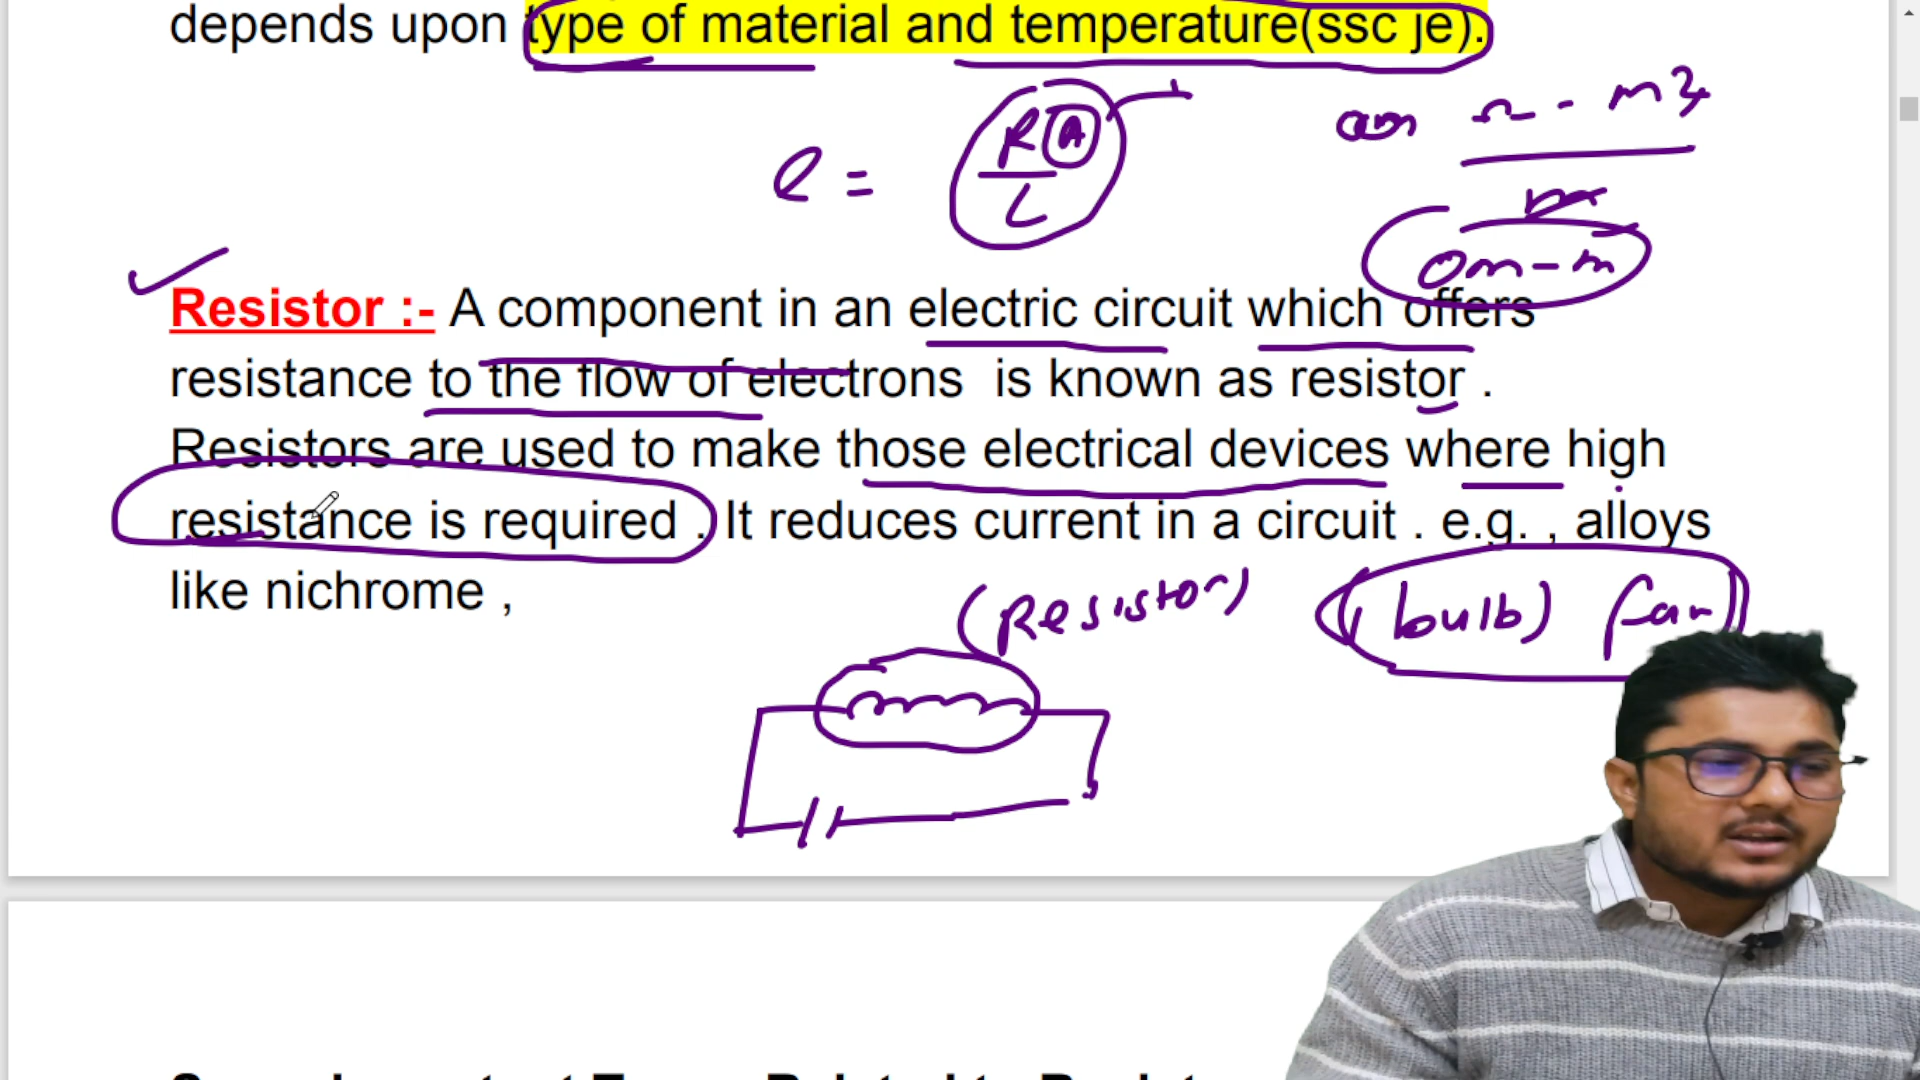 depends upon type of material and temperature(ssc je).
Ω - m²
e = RA
L
m
om-m
Resistor :- A component in an electric circuit which offers
resistance to the flow of electrons is known as resistor .
Resistors are used to make those electrical devices where high
resistance is required . It reduces current in a circuit . e.g. , alloys
like nichrome ,
(Resistor) (bulb) fan